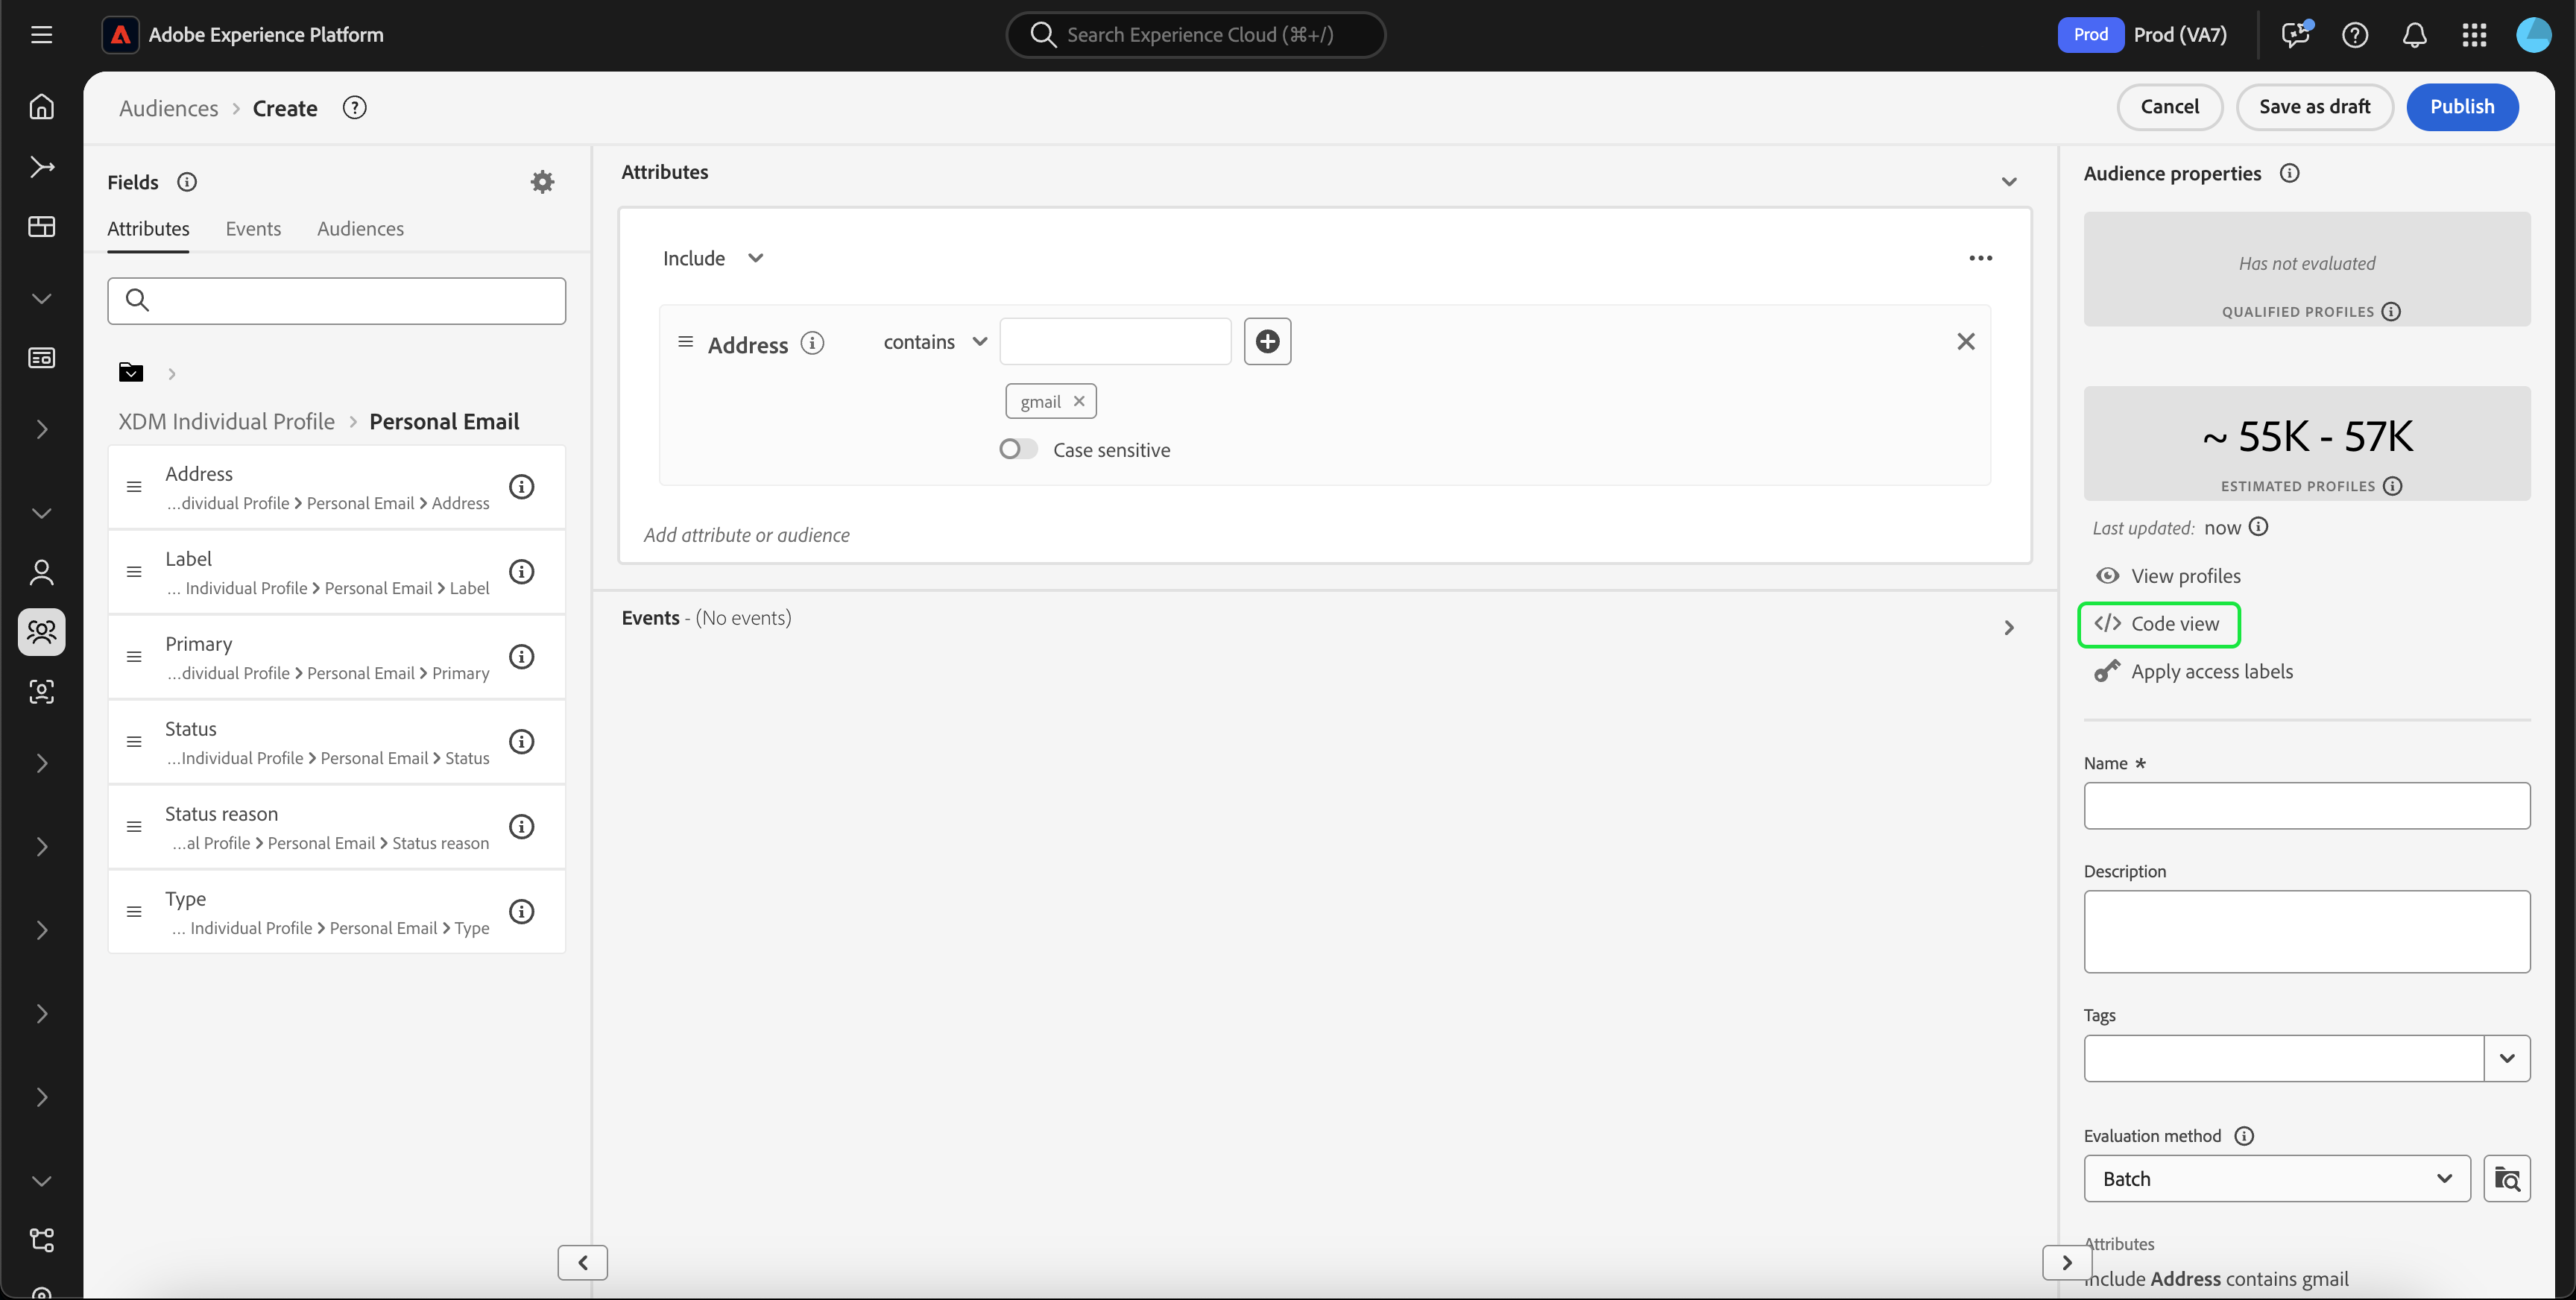 Adobe Experience Platform
Search Experience Cloud (⌘+/)
Prod
Prod (VA7)
Audiences > Create
Cancel
Save as draft
Publish
Fields
Attributes
Events
Audiences
XDM Individual Profile > Personal Email
Address
...dividual Profile > Personal Email > Address
Label
... Individual Profile > Personal Email > Label
Primary
...dividual Profile > Personal Email > Primary
Status
...Individual Profile > Personal Email > Status
Status reason
...al Profile > Personal Email > Status reason
Type
... Individual Profile > Personal Email > Type
Attributes
Include
Address
contains
gmail
Case sensitive
Add attribute or audience
Events - (No events)
Audience properties
Has not evaluated
QUALIFIED PROFILES
~ 55K - 57K
ESTIMATED PROFILES
Last updated: now
View profiles
</> Code view
Apply access labels
Name *
Description
Tags
Evaluation method
Batch
Attributes
Include Address contains gmail